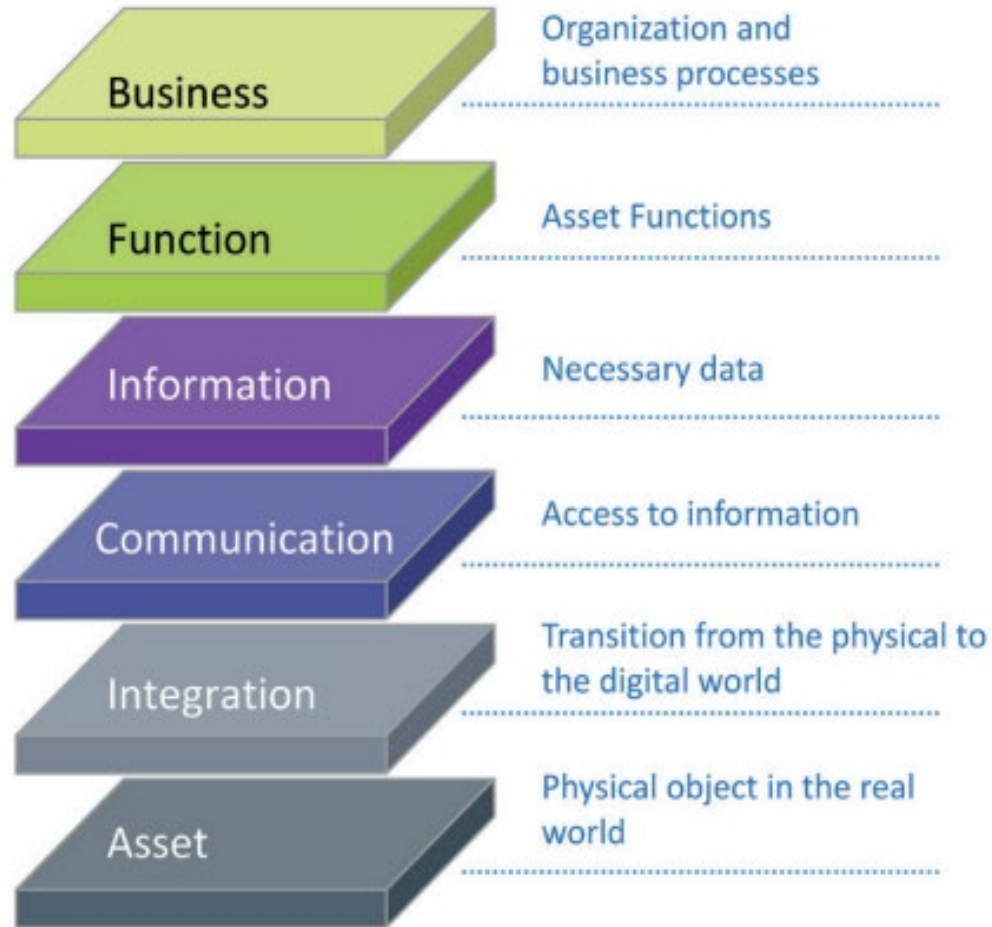 Business
Organization and
business processes
Function
Asset Functions
Information
Necessary data
Communication
Access to information
Integration
Transition from the physical to
the digital world
Asset
Physical object in the real
world